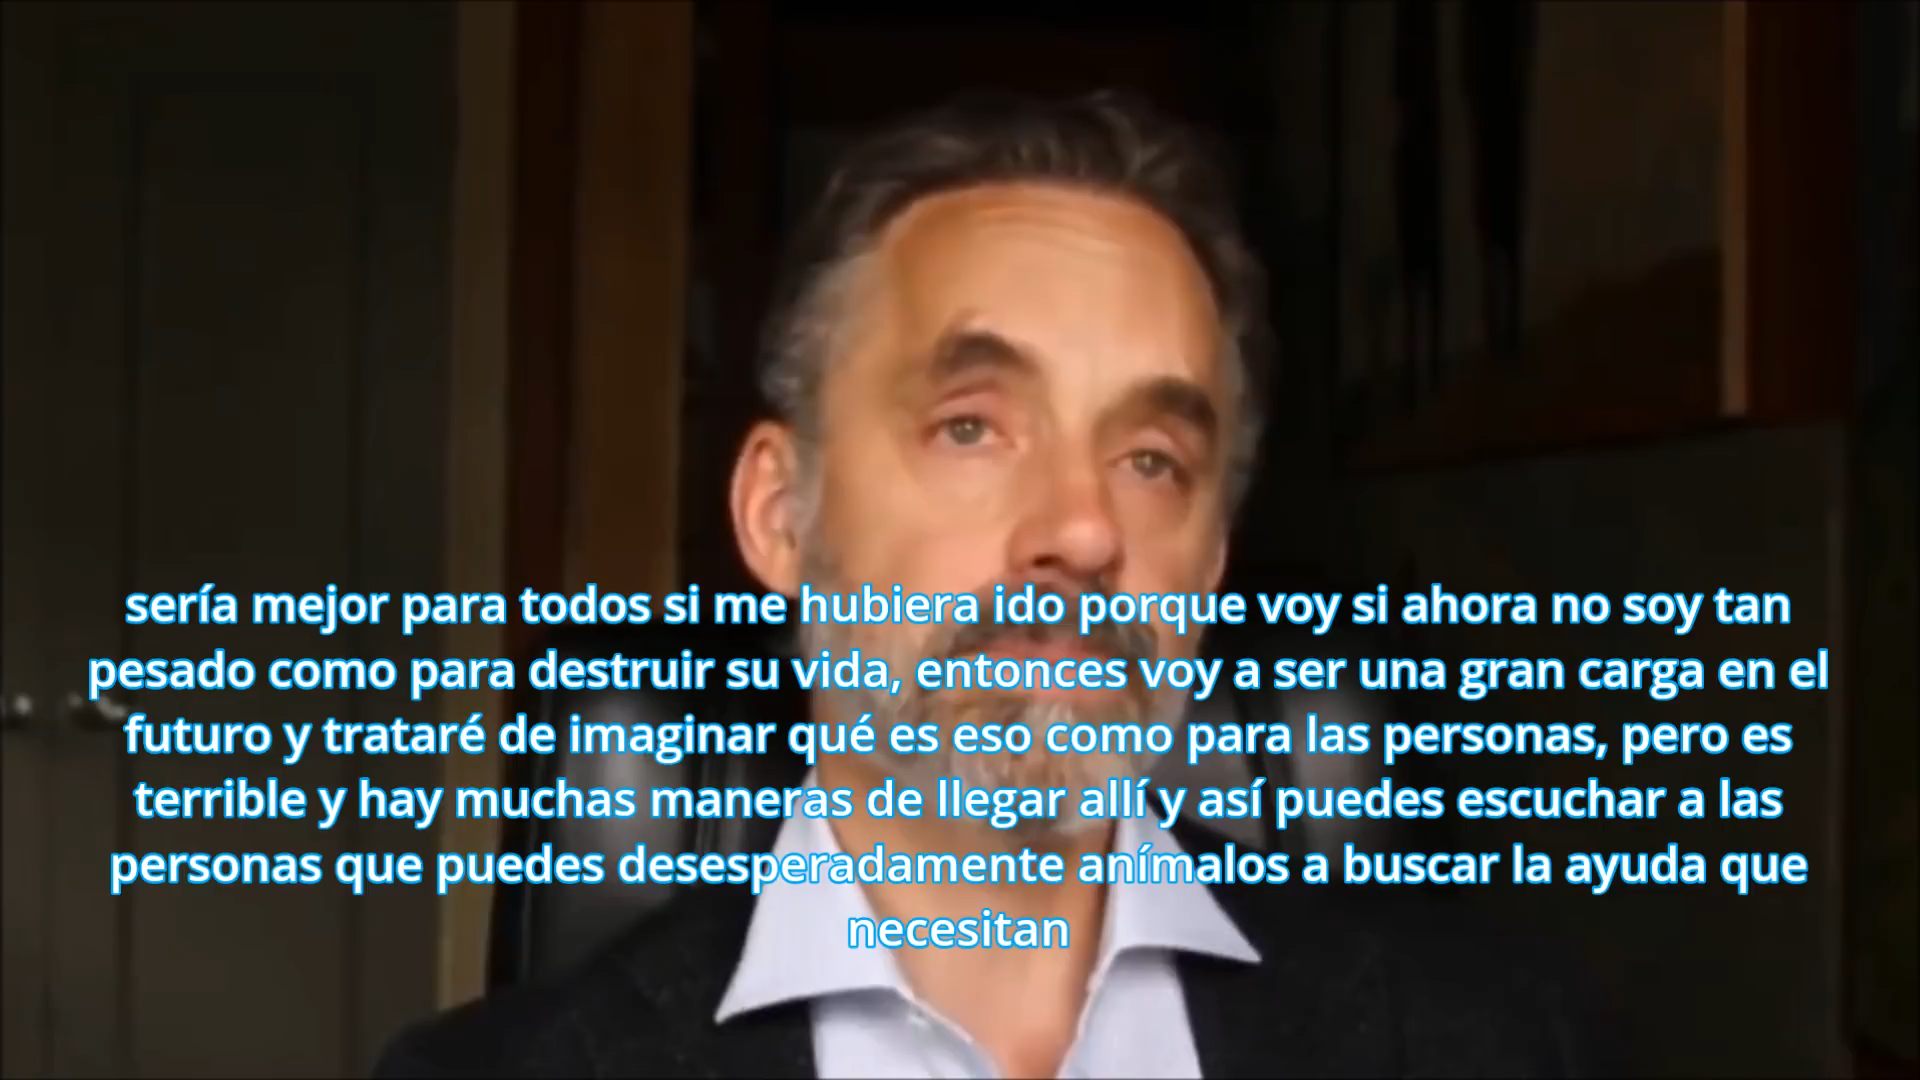 sería mejor para todos si me hubiera ido porque voy si ahora no soy tan
pesado como para destruir su vida, entonces voy a ser una gran carga en el
futuro y trataré de imaginar qué es eso como para las personas, pero es
terrible y hay muchas maneras de llegar allí y así puedes escuchar a las
personas que puedes desesperadamente anímalos a buscar la ayuda que
necesitan